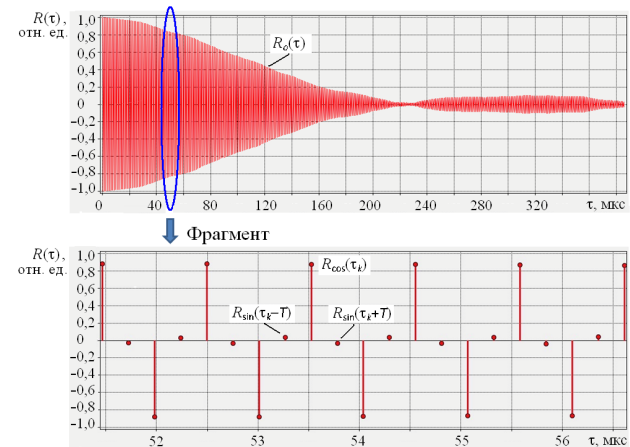 R(τ),
отн. ед.
1,0
0,8
0,6
0,4
0,2
0
-0,2
-0,4
-0,6
-0,8
-1,0
Rₒ(τ)
0 40 80 120 160 200 240 280 320 τ, мкс
Фрагмент
R(τ),
отн. ед.
1,0
0,8
0,6
0,4
0,2
0
-0,2
-0,4
-0,6
-0,8
-1,0
Rcos(τk)
Rsin(τk−T) Rsin(τk+T)
52 53 54 55 56 τ, мкс